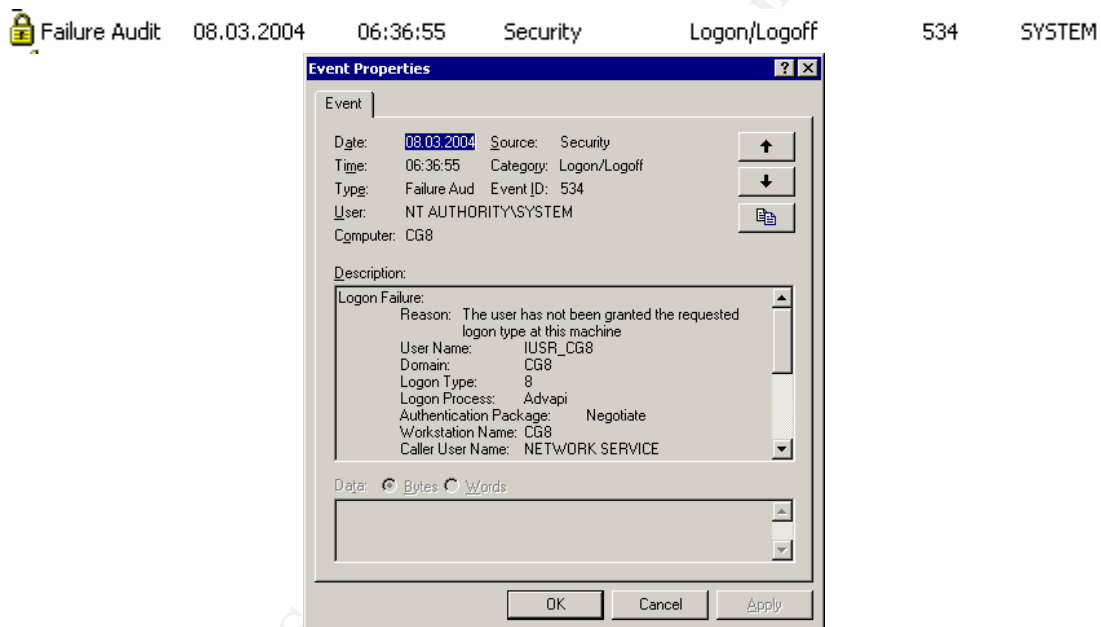 Failure Audit 08.03.2004 06:36:55 Security Logon/Logoff 534 SYSTEM
Event Properties
Event
Date: 08.03.2004 Source: Security
Time: 06:36:55 Category: Logon/Logoff
Type: Failure Aud Event ID: 534
User: NT AUTHORITY\SYSTEM
Computer: CG8
Description:
Logon Failure:
Reason: The user has not been granted the requested
logon type at this machine
User Name: IUSR_CG8
Domain: CG8
Logon Type: 8
Logon Process: Advapi
Authentication Package: Negotiate
Workstation Name: CG8
Caller User Name: NETWORK SERVICE
Data: Bytes Words
OK Cancel Apply